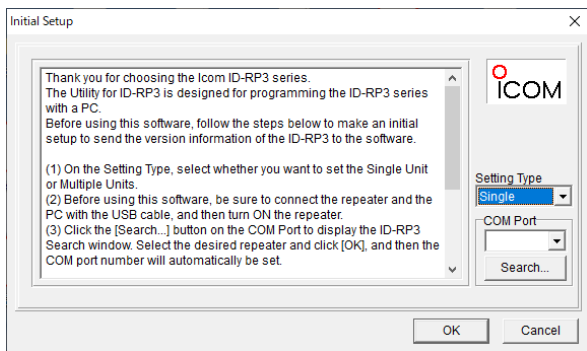 Initial Setup
Thank you for choosing the Icom ID-RP3 series.
The Utility for ID-RP3 is designed for programming the ID-RP3 series
with a PC.
Before using this software, follow the steps below to make an initial
setup to send the version information of the ID-RP3 to the software.
(1) On the Setting Type, select whether you want to set the Single Unit
or Multiple Units.
(2) Before using this software, be sure to connect the repeater and the
PC with the USB cable, and then turn ON the repeater.
(3) Click the [Search...] button on the COM Port to display the ID-RP3
Search window. Select the desired repeater and click [OK], and then the
COM port number will automatically be set.
ICOM
Setting Type
Single
COM Port
Search...
OK
Cancel